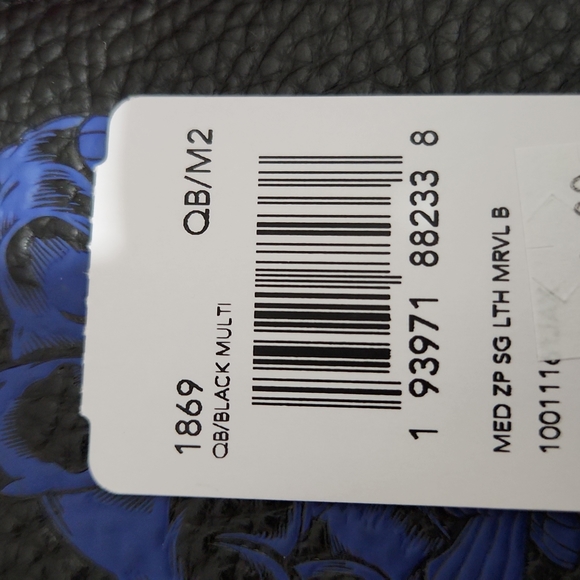 1869 QB/M2
QB/BLACK MULTI
1 93971 88233 8
MED ZP SG LTH MRVL B